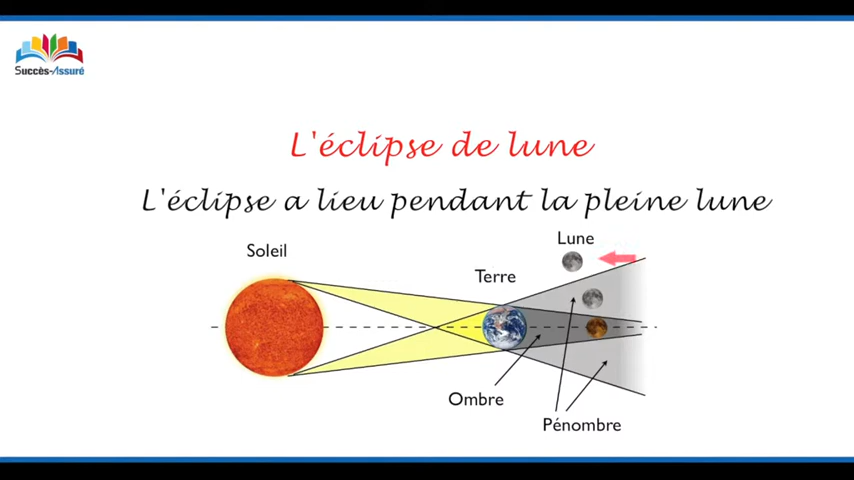 Succès-Assuré
L'éclipse de lune
L'éclipse a lieu pendant la pleine lune
Lune
Soleil
Terre
Ombre
Pénombre